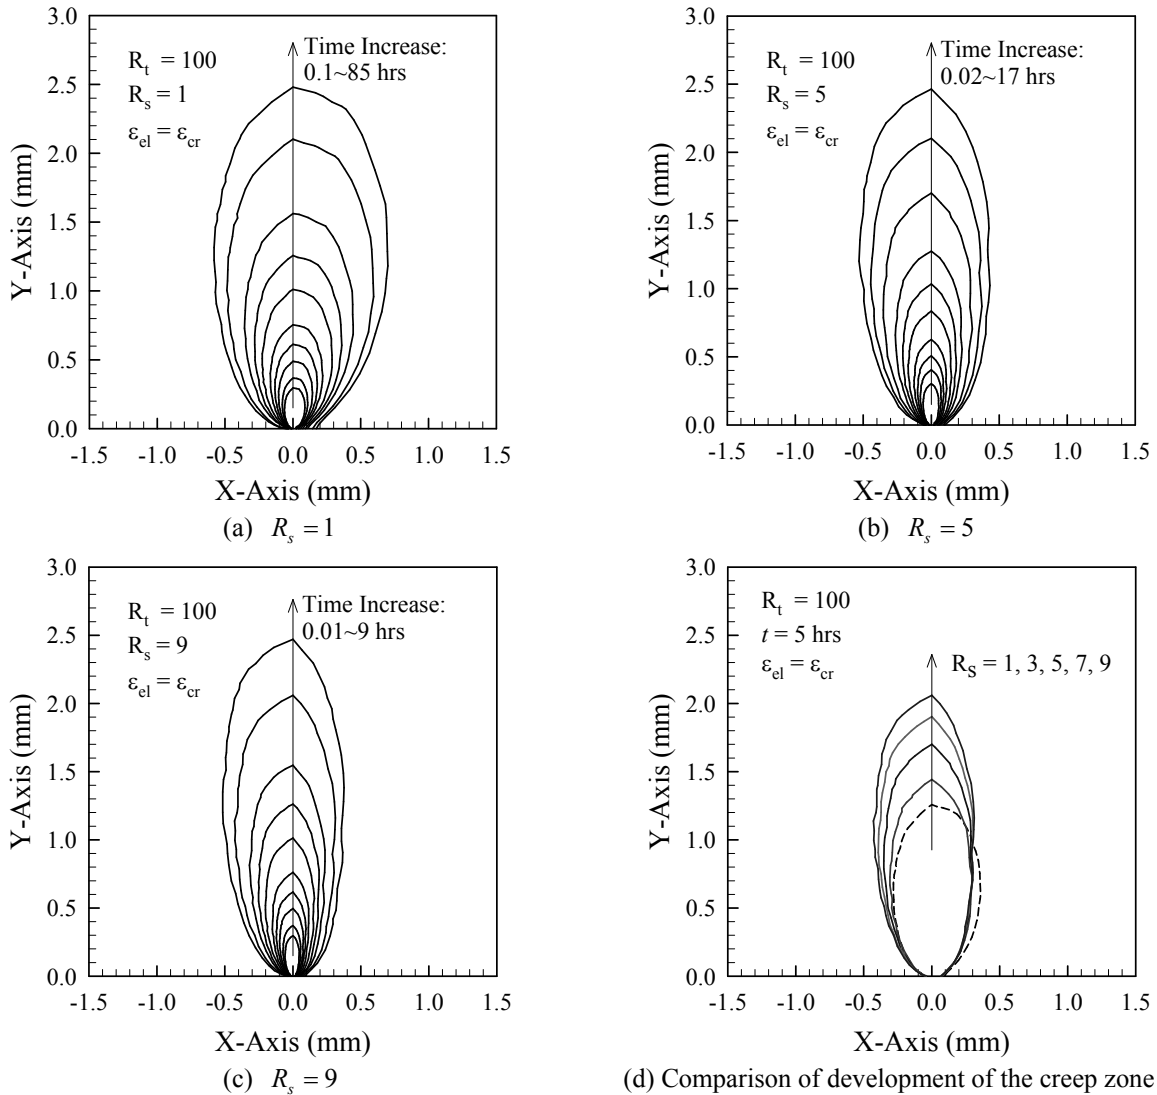 3.0
2.5
2.0
1.5
1.0
0.5
0.0
Y-Axis (mm)
R_t = 100
R_s = 1
ε_el = ε_cr
Time Increase:
0.1~85 hrs
-1.5 -1.0 -0.5 0.0 0.5 1.0 1.5
X-Axis (mm)
(a) R_s = 1
3.0
2.5
2.0
1.5
1.0
0.5
0.0
Y-Axis (mm)
R_t = 100
R_s = 5
ε_el = ε_cr
Time Increase:
0.02~17 hrs
-1.5 -1.0 -0.5 0.0 0.5 1.0 1.5
X-Axis (mm)
(b) R_s = 5
3.0
2.5
2.0
1.5
1.0
0.5
0.0
Y-Axis (mm)
R_t = 100
R_s = 9
ε_el = ε_cr
Time Increase:
0.01~9 hrs
-1.5 -1.0 -0.5 0.0 0.5 1.0 1.5
X-Axis (mm)
(c) R_s = 9
3.0
2.5
2.0
1.5
1.0
0.5
0.0
Y-Axis (mm)
R_t = 100
t = 5 hrs
ε_el = ε_cr
R_s = 1, 3, 5, 7, 9
-1.5 -1.0 -0.5 0.0 0.5 1.0 1.5
X-Axis (mm)
(d) Comparison of development of the creep zone